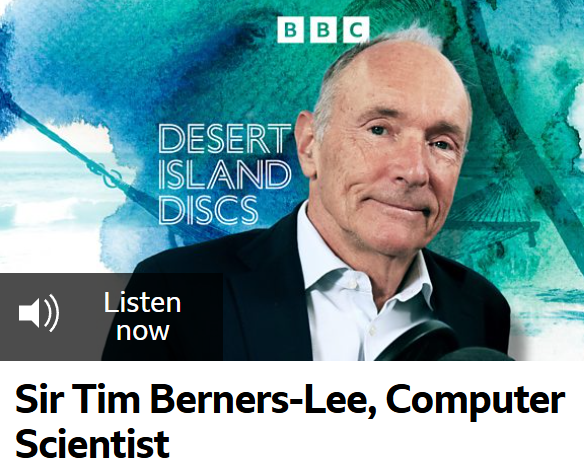 BBC
DESERT
ISLAND
DISCS
Listen
now
Sir Tim Berners-Lee, Computer
Scientist